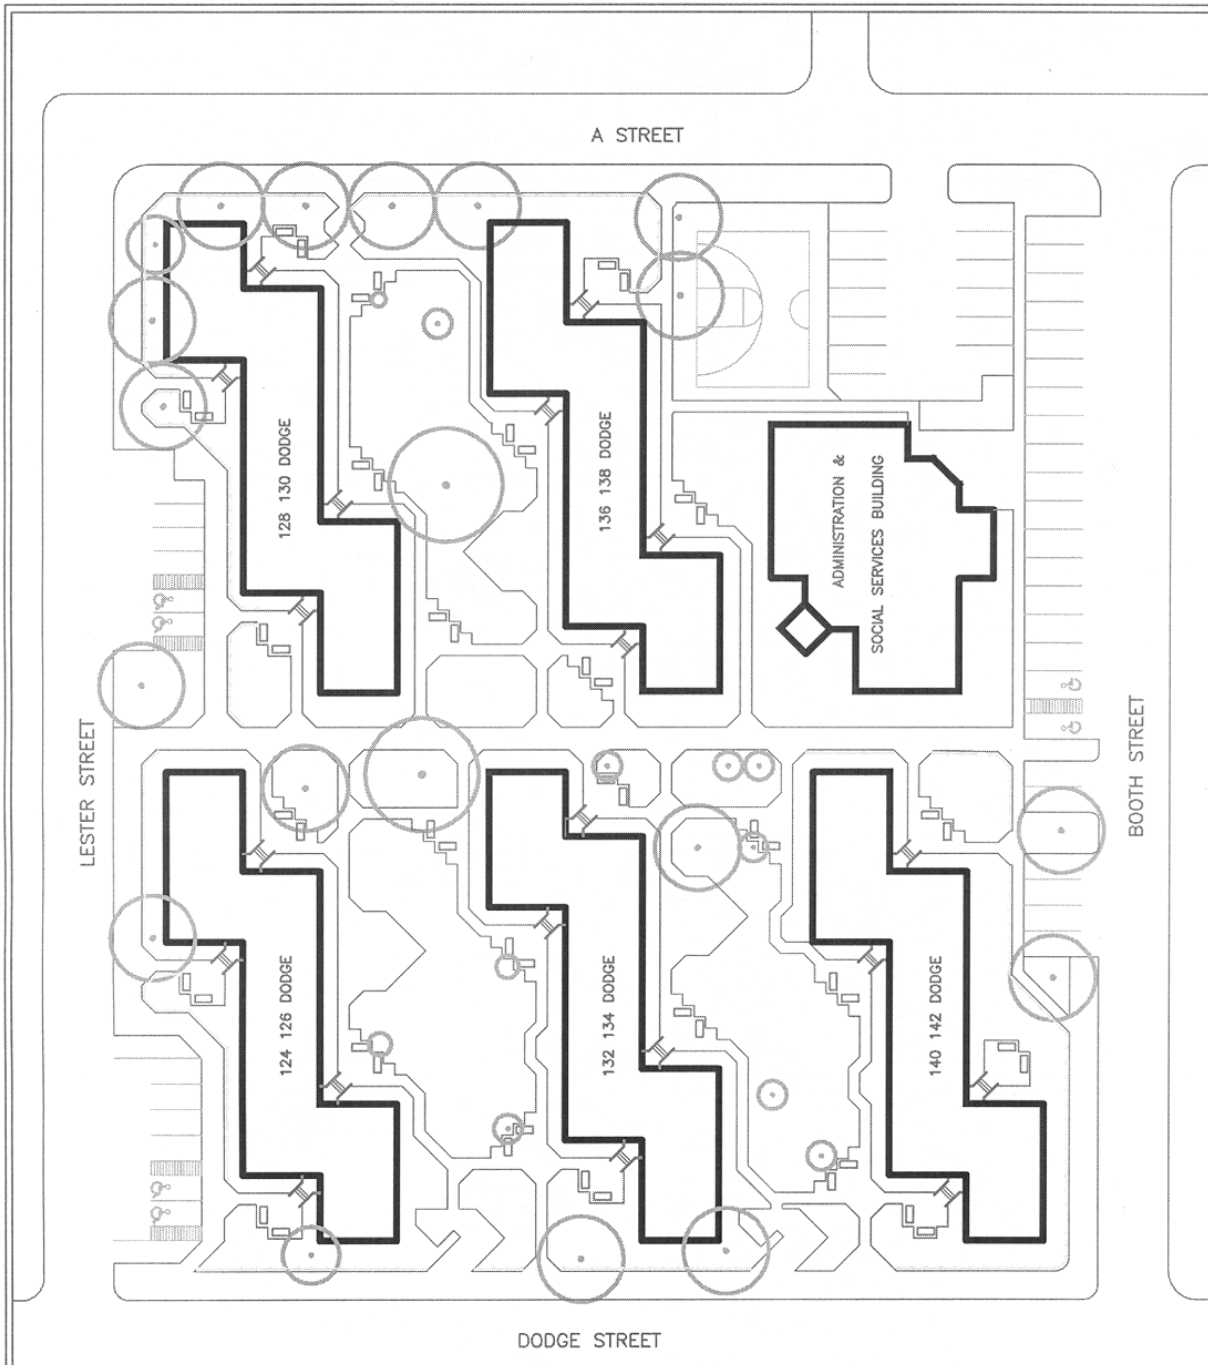 A STREET
128 130 DODGE
136 138 DODGE
ADMINISTRATION &
SOCIAL SERVICES BUILDING
LESTER STREET
BOOTH STREET
124 126 DODGE
132 134 DODGE
140 142 DODGE
DODGE STREET